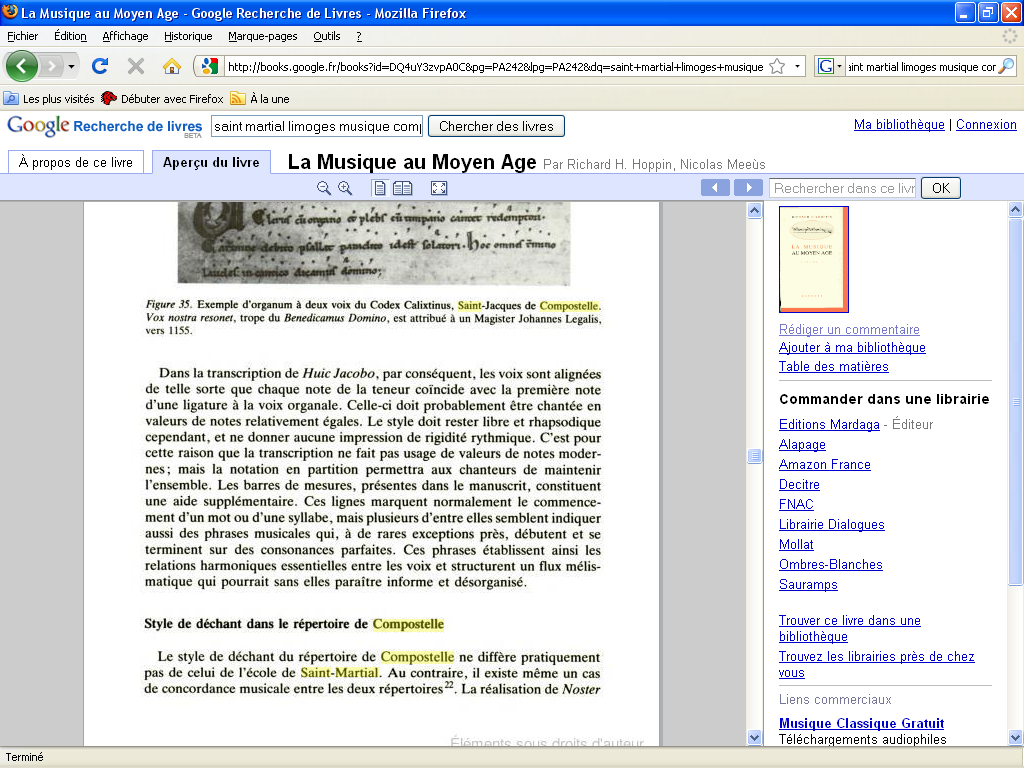 La Musique au Moyen Age - Google Recherche de Livres - Mozilla Firefox
Fichier Édition Affichage Historique Marque-pages Outils ?
http://books.google.fr/books?id=DQ4uY3zvpA0C&pg=PA242&lpg=PA242&dq=saint+martial+limoges+musique
G int martial limoges musique cor
Les plus visités Débuter avec Firefox À la une
Google Recherche de livres BETA saint martial limoges musique comp Chercher des livres Ma bibliothèque | Connexion
À propos de ce livre Aperçu du livre La Musique au Moyen Age Par Richard H. Hoppin, Nicolas Meeùs
Rechercher dans ce livr OK
Figure 35. Exemple d'organum à deux voix du Codex Calixtinus, Saint-Jacques de Compostelle.
Vox nostra resonet, trope du Benedicamus Domino, est attribué à un Magister Johannes Legalis,
vers 1155.
Dans la transcription de Huic Jacobo, par conséquent, les voix sont alignées
de telle sorte que chaque note de la teneur coïncide avec la première note
d'une ligature à la voix organale. Celle-ci doit probablement être chantée en
valeurs de notes relativement égales. Le style doit rester libre et rhapsodique
cependant, et ne donner aucune impression de rigidité rythmique. C'est pour
cette raison que la transcription ne fait pas usage de valeurs de notes moder-
nes; mais la notation en partition permettra aux chanteurs de maintenir
l'ensemble. Les barres de mesures, présentes dans le manuscrit, constituent
une aide supplémentaire. Ces lignes marquent normalement le commence-
ment d'un mot ou d'une syllabe, mais plusieurs d'entre elles semblent indiquer
aussi des phrases musicales qui, à de rares exceptions près, débutent et se
terminent sur des consonances parfaites. Ces phrases établissent ainsi les
relations harmoniques essentielles entre les voix et structurent un flux mélis-
matique qui pourrait sans elles paraître informe et désorganisé.
Style de déchant dans le répertoire de Compostelle
Le style de déchant du répertoire de Compostelle ne diffère pratiquement
pas de celui de l'école de Saint-Martial. Au contraire, il existe même un cas
de concordance musicale entre les deux répertoires22. La réalisation de Noster
Éléments sous droits d'auteur
LA MUSIQUE
AU MOYEN AGE
Rédiger un commentaire
Ajouter à ma bibliothèque
Table des matières
Commander dans une librairie
Editions Mardaga - Éditeur
Alapage
Amazon France
Decitre
FNAC
Librairie Dialogues
Mollat
Ombres-Blanches
Sauramps
Trouver ce livre dans une
bibliothèque
Trouvez les librairies près de chez
vous
Liens commerciaux
Musique Classique Gratuit
Téléchargements audiophiles
Terminé